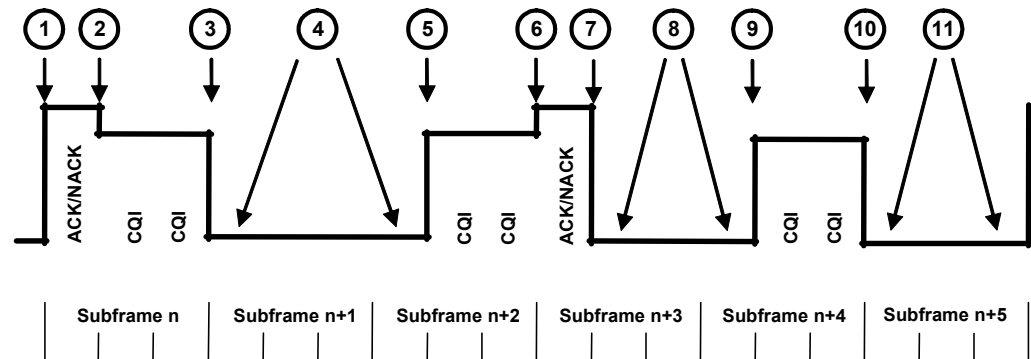 1 2 3 4 5 6 7 8 9 10 11
ACK/NACK CQI CQI CQI CQI ACK/NACK CQI CQI
Subframe n Subframe n+1 Subframe n+2 Subframe n+3 Subframe n+4 Subframe n+5